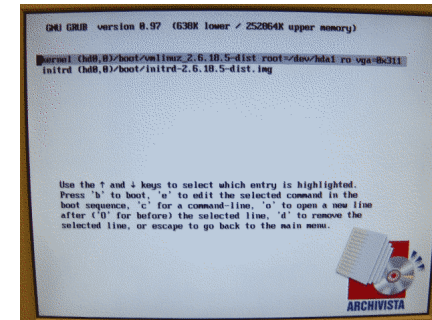 GNU GRUB version 0.97 (638K lower / 252864K upper memory)
kernel (hd0,0)/boot/vmlinuz_2.6.18.5-dist root=/dev/hda1 ro vga=0x311
initrd (hd0,0)/boot/initrd-2.6.18.5-dist.img
Use the ↑ and ↓ keys to select which entry is highlighted.
Press 'b' to boot, 'e' to edit the selected command in the
boot sequence, 'c' for a command-line, 'o' to open a new line
after ('O' for before) the selected line, 'd' to remove the
selected line, or escape to go back to the main menu.
ARCHIVISTA